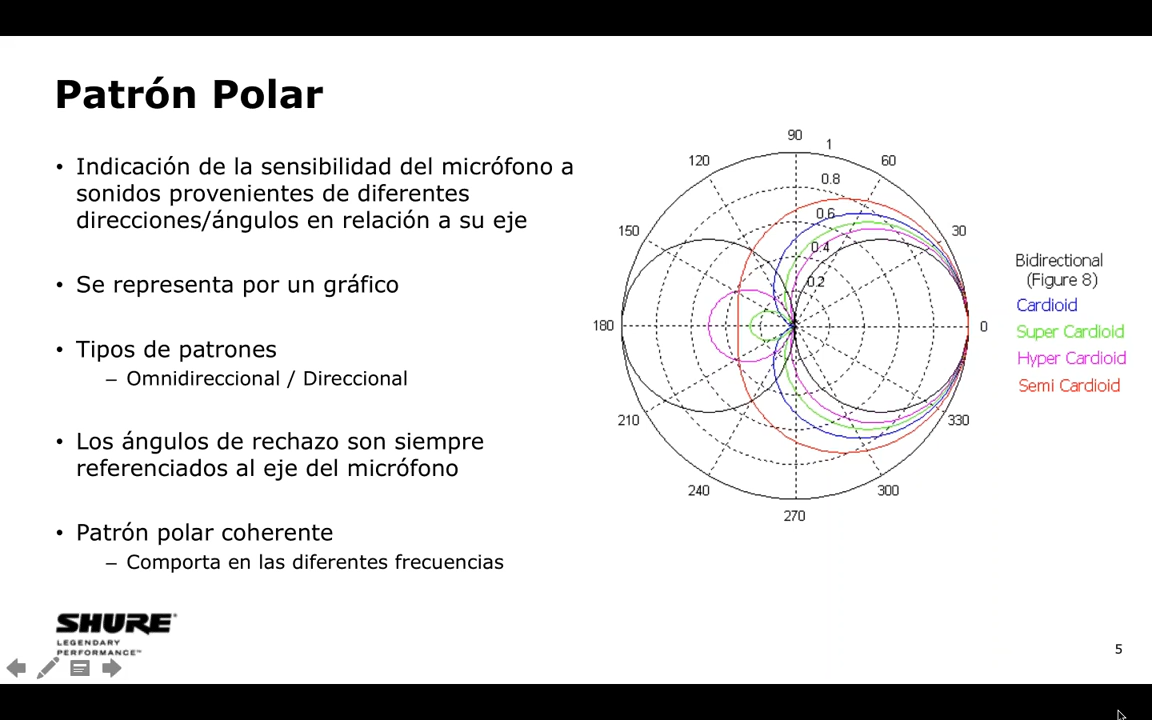 Patrón Polar
• Indicación de la sensibilidad del micrófono a
sonidos provenientes de diferentes
direcciones/ángulos en relación a su eje
• Se representa por un gráfico
• Tipos de patrones
– Omnidireccional / Direccional
• Los ángulos de rechazo son siempre
referenciados al eje del micrófono
• Patrón polar coherente
– Comporta en las diferentes frecuencias
90
1
120
60
0.8
0.6
150
30
0.4
0.2
180
0
210
330
240
300
270
Bidirectional
(Figure 8)
Cardioid
Super Cardioid
Hyper Cardioid
Semi Cardioid
SHURE
LEGENDARY
PERFORMANCE™
5